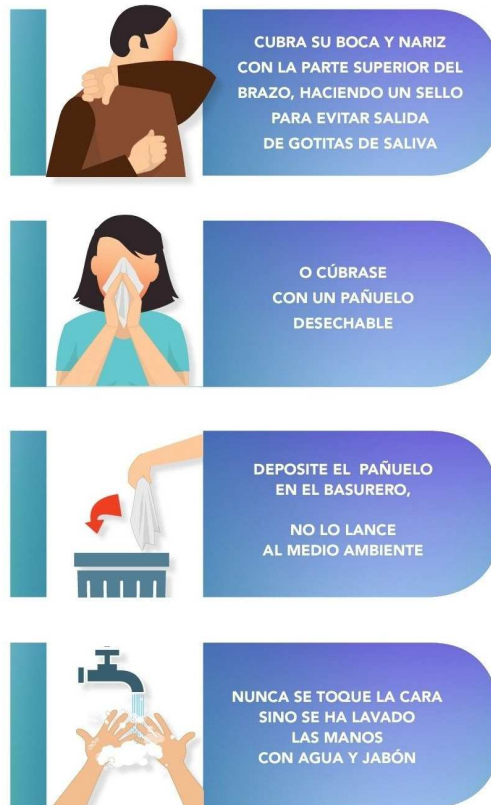 CUBRA SU BOCA Y NARIZ
CON LA PARTE SUPERIOR DEL
BRAZO, HACIENDO UN SELLO
PARA EVITAR SALIDA
DE GOTITAS DE SALIVA
O CÚBRASE
CON UN PAÑUELO
DESECHABLE
DEPOSITE EL PAÑUELO
EN EL BASURERO,
NO LO LANCE
AL MEDIO AMBIENTE
NUNCA SE TOQUE LA CARA
SINO SE HA LAVADO
LAS MANOS
CON AGUA Y JABÓN